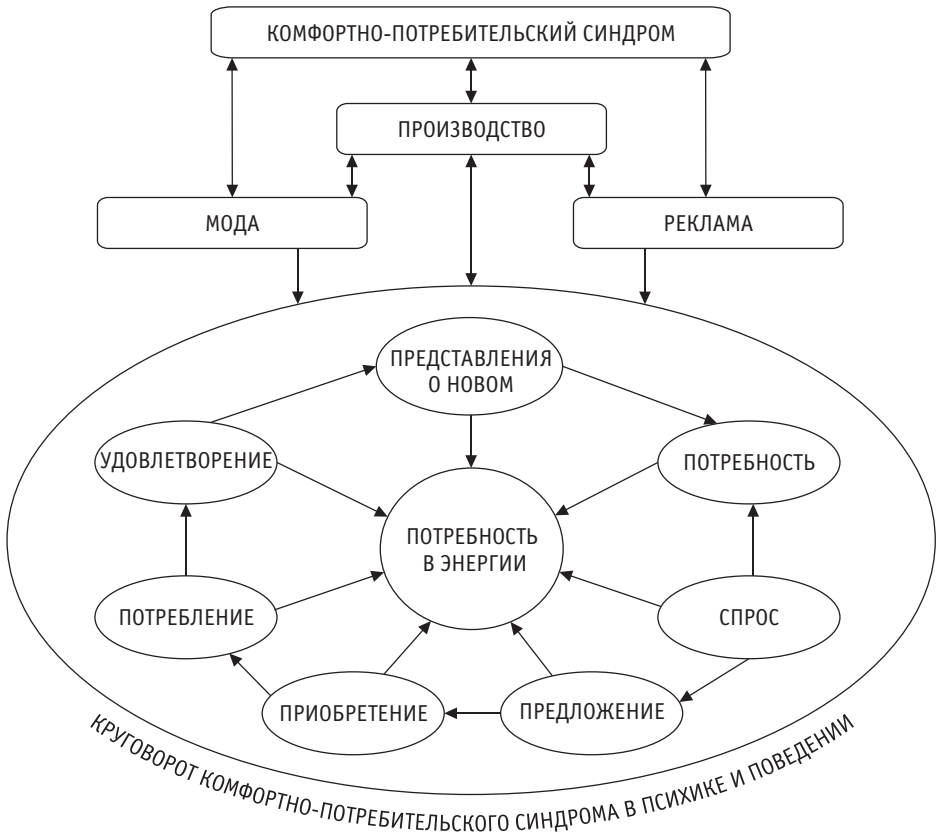 КОМФОРТНО-ПОТРЕБИТЕЛЬСКИЙ СИНДРОМ
ПРОИЗВОДСТВО
МОДА
РЕКЛАМА
ПРЕДСТАВЛЕНИЯ
О НОВОМ
УДОВЛЕТВОРЕНИЕ
ПОТРЕБНОСТЬ
ПОТРЕБНОСТЬ
В ЭНЕРГИИ
ПОТРЕБЛЕНИЕ
СПРОС
ПРИОБРЕТЕНИЕ
ПРЕДЛОЖЕНИЕ
КРУГОВОРОТ КОМФОРТНО-ПОТРЕБИТЕЛЬСКОГО СИНДРОМА В ПСИХИКЕ И ПОВЕДЕНИИ